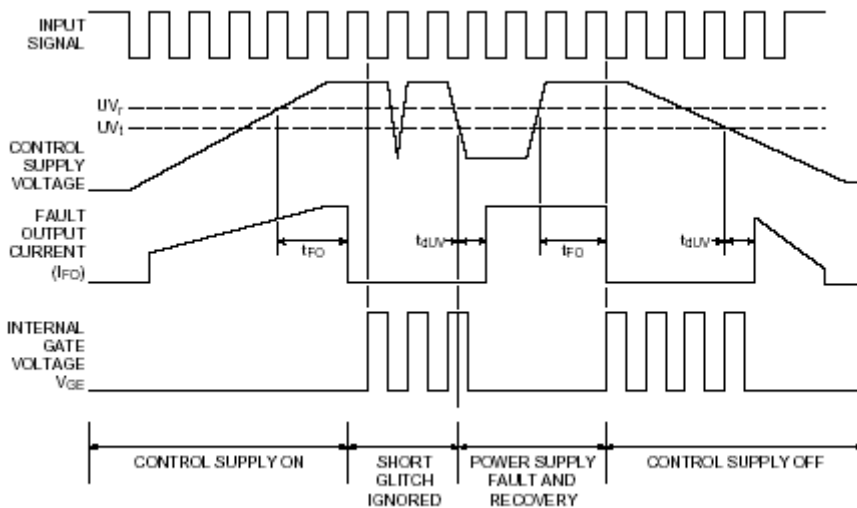 INPUT
SIGNAL
UVr
UVt
CONTROL
SUPPLY
VOLTAGE
FAULT
OUTPUT
CURRENT
(IFO)
tFO
tdUV
tFO
tdUV
INTERNAL
GATE
VOLTAGE
VGE
CONTROL SUPPLY ON
SHORT
GLITCH
IGNORED
POWER SUPPLY
FAULT AND
RECOVERY
CONTROL SUPPLY OFF